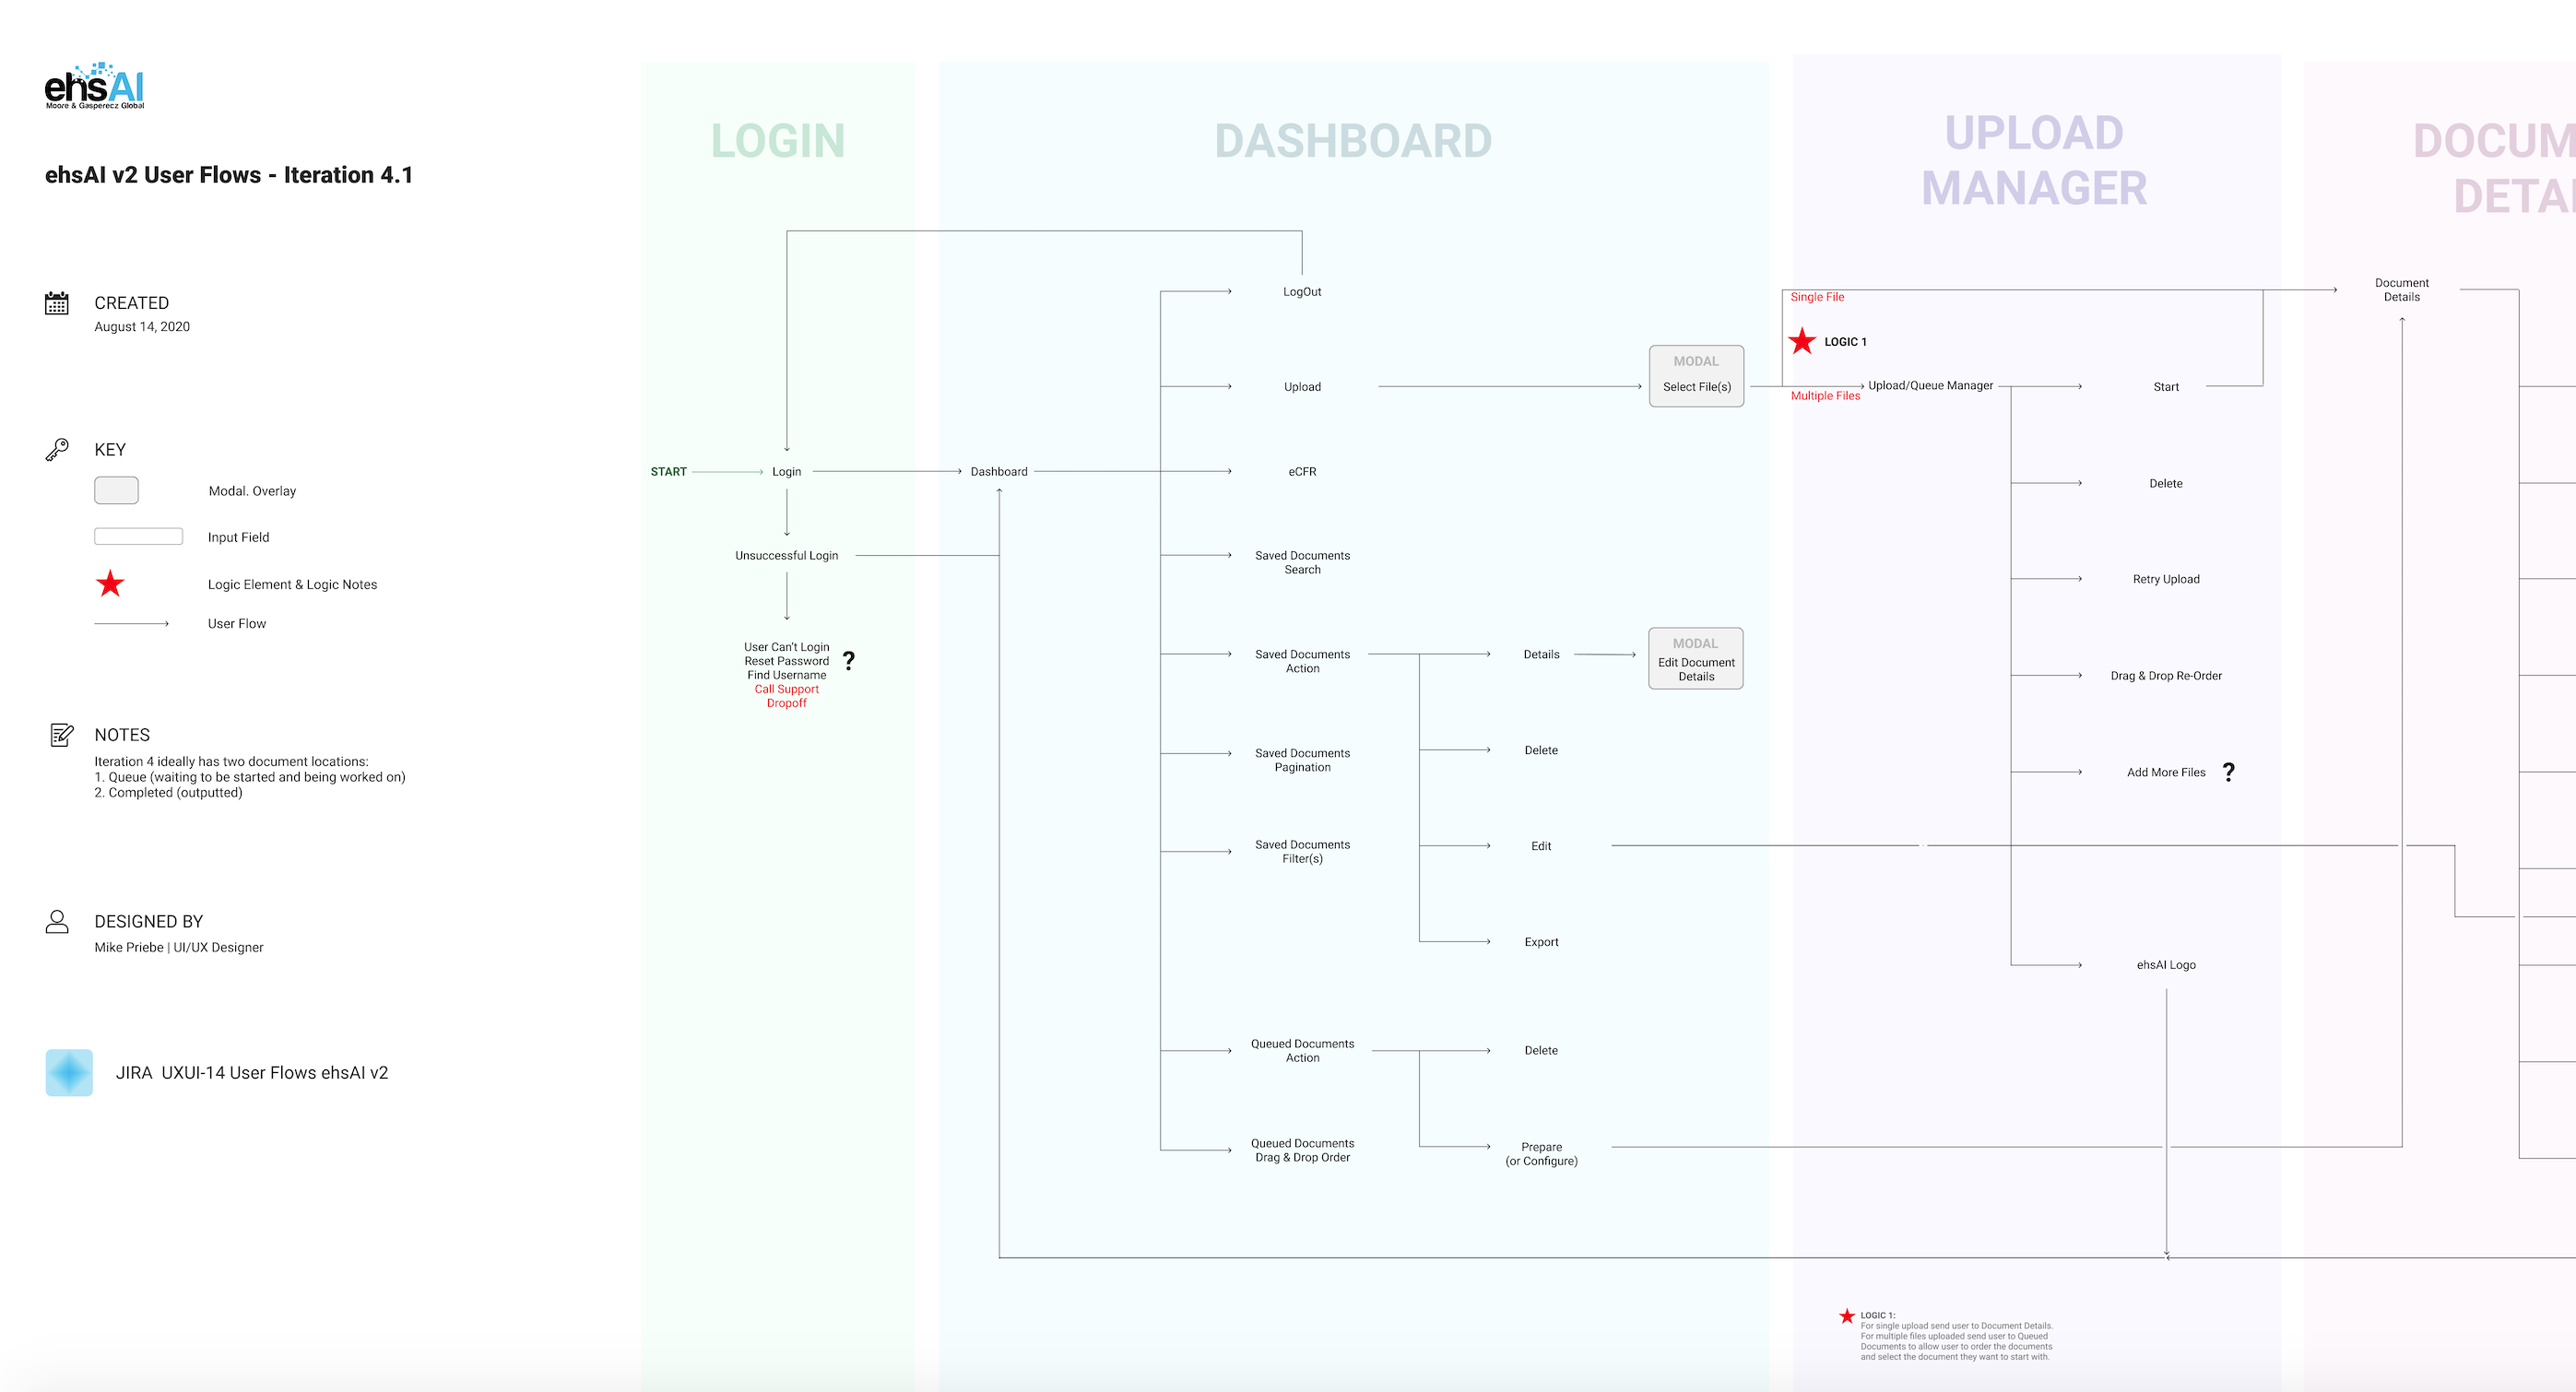 ehsAI
Moore & Gasperecz Global
ehsAI v2 User Flows - Iteration 4.1
CREATED
August 14, 2020
KEY
Modal. Overlay
Input Field
Logic Element & Logic Notes
User Flow
NOTES
Iteration 4 ideally has two document locations:
1. Queue (waiting to be started and being worked on)
2. Completed (outputted)
DESIGNED BY
Mike Priebe | UI/UX Designer
JIRA UXUI-14 User Flows ehsAI v2
LOGIN
START
Login
Unsuccessful Login
User Can't Login
Reset Password
Find Username
Call Support
Dropoff
?
DASHBOARD
Dashboard
LogOut
Upload
eCFR
Saved Documents
Search
Saved Documents
Action
Saved Documents
Pagination
Saved Documents
Filter(s)
Queued Documents
Action
Queued Documents
Drag & Drop Order
Details
Delete
Edit
Export
Delete
Prepare
(or Configure)
MODAL
Select File(s)
MODAL
Edit Document
Details
UPLOAD
MANAGER
Single File
LOGIC 1
Multiple Files
Upload/Queue Manager
Start
Delete
Retry Upload
Drag & Drop Re-Order
Add More Files
?
ehsAI Logo
LOGIC 1:
For single upload send user to Document Details.
For multiple files uploaded send user to Queued
Documents to allow user to order the documents
and select the document they want to start with.
DOCUM
DETA
Document
Details